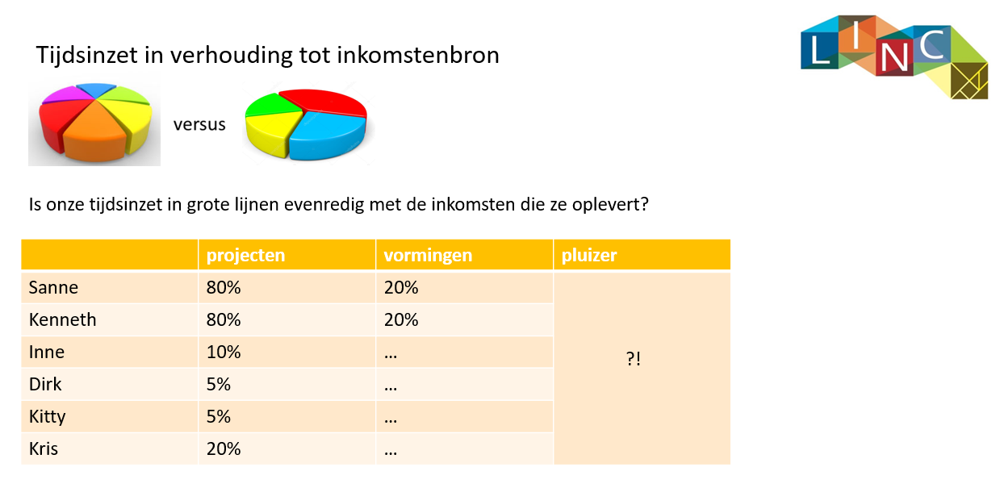 LINC
Tijdsinzet in verhouding tot inkomstenbron
versus
Is onze tijdsinzet in grote lijnen evenredig met de inkomsten die ze oplevert?
projecten vormingen pluizer
Sanne 80% 20%
Kenneth 80% 20%
Inne 10% ...
?!
Dirk 5% ...
Kitty 5% ...
Kris 20% ...